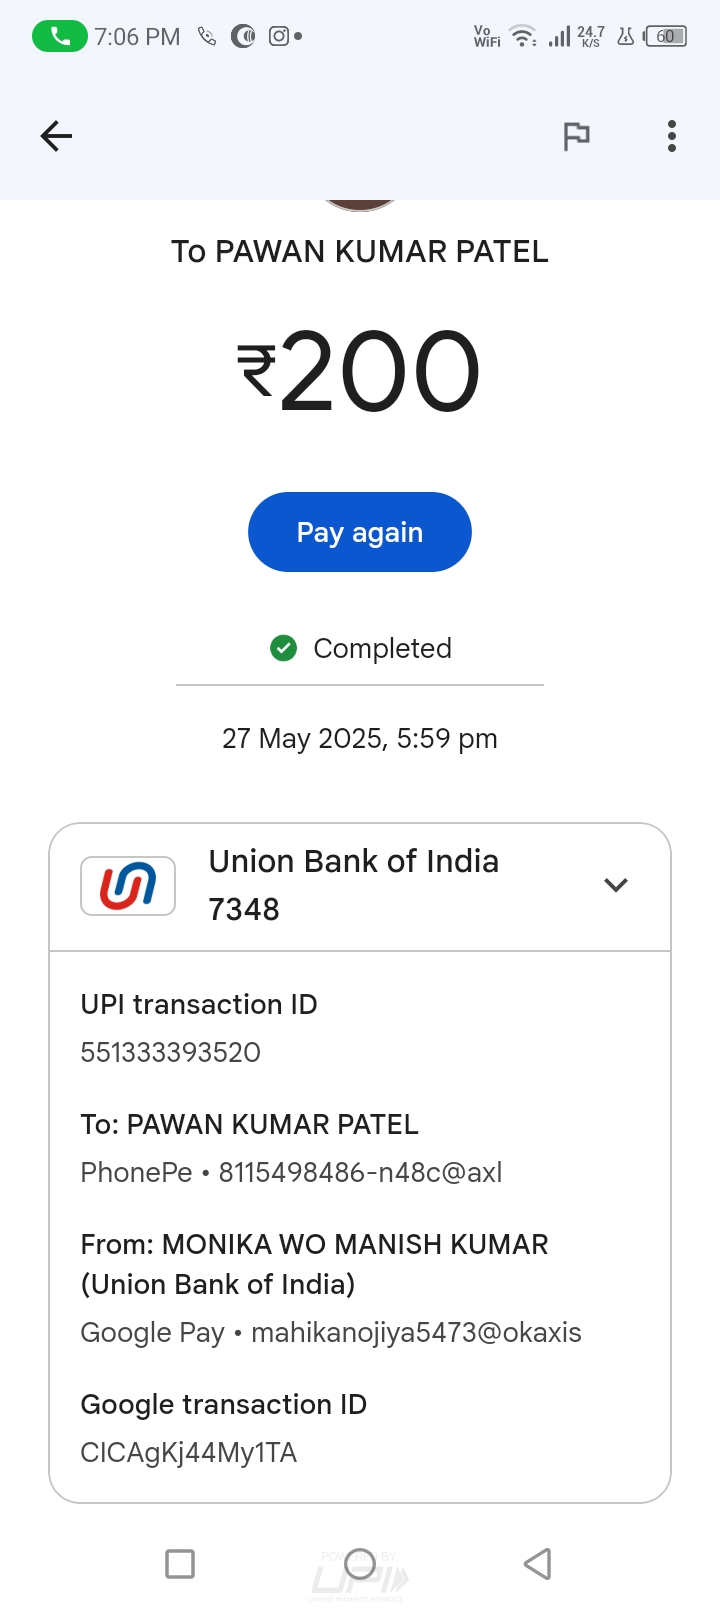 7:06 PM
Vo
WiFi
24.7
K/S
60
To PAWAN KUMAR PATEL
₹200
Pay again
Completed
27 May 2025, 5:59 pm
Union Bank of India
7348
UPI transaction ID
551333393520
To: PAWAN KUMAR PATEL
PhonePe • 8115498486-n48c@axl
From: MONIKA WO MANISH KUMAR
(Union Bank of India)
Google Pay • mahikanojiya5473@okaxis
Google transaction ID
CICAgKj44My1TA
POWERED BY
UPI
UNIFIED PAYMENTS INTERFACE